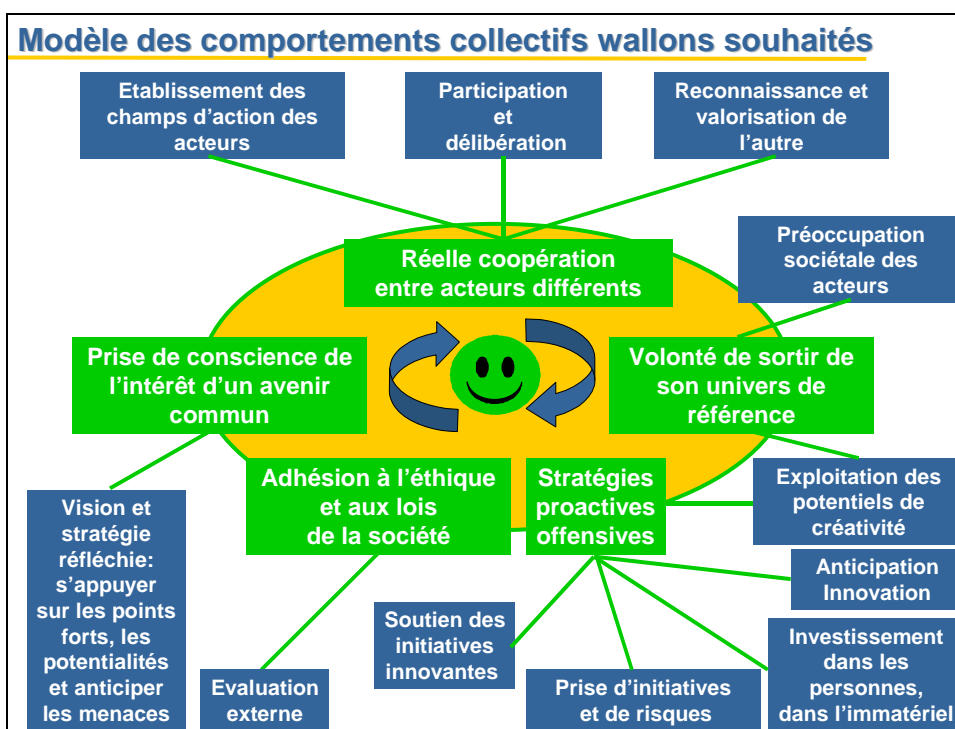 Modèle des comportements collectifs wallons souhaités
Etablissement des
champs d'action des
acteurs
Participation
et
délibération
Reconnaissance et
valorisation de
l'autre
Préoccupation
sociétale des
acteurs
Réelle coopération
entre acteurs différents
Prise de conscience de
l'intérêt d'un avenir
commun
Volonté de sortir de
son univers de
référence
Adhésion à l'éthique
et aux lois
de la société
Stratégies
proactives
offensives
Exploitation des
potentiels de
créativité
Vision et
stratégie
réfléchie:
s'appuyer
sur les points
forts, les
potentialités
et anticiper
les menaces
Anticipation
Innovation
Soutien des
initiatives
innovantes
Investissement
dans les
personnes,
dans l'immatériel
Evaluation
externe
Prise d'initiatives
et de risques